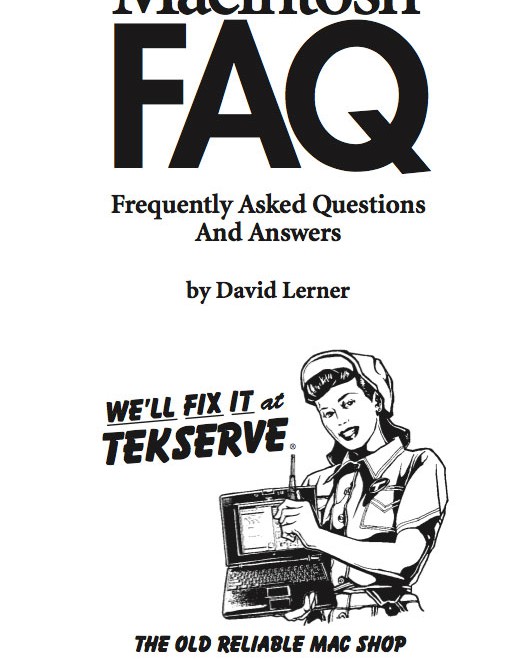 Macintosh
FAQ
Frequently Asked Questions
And Answers
by David Lerner
WE'LL FIX IT at
TEKSERVE®
THE OLD RELIABLE MAC SHOP